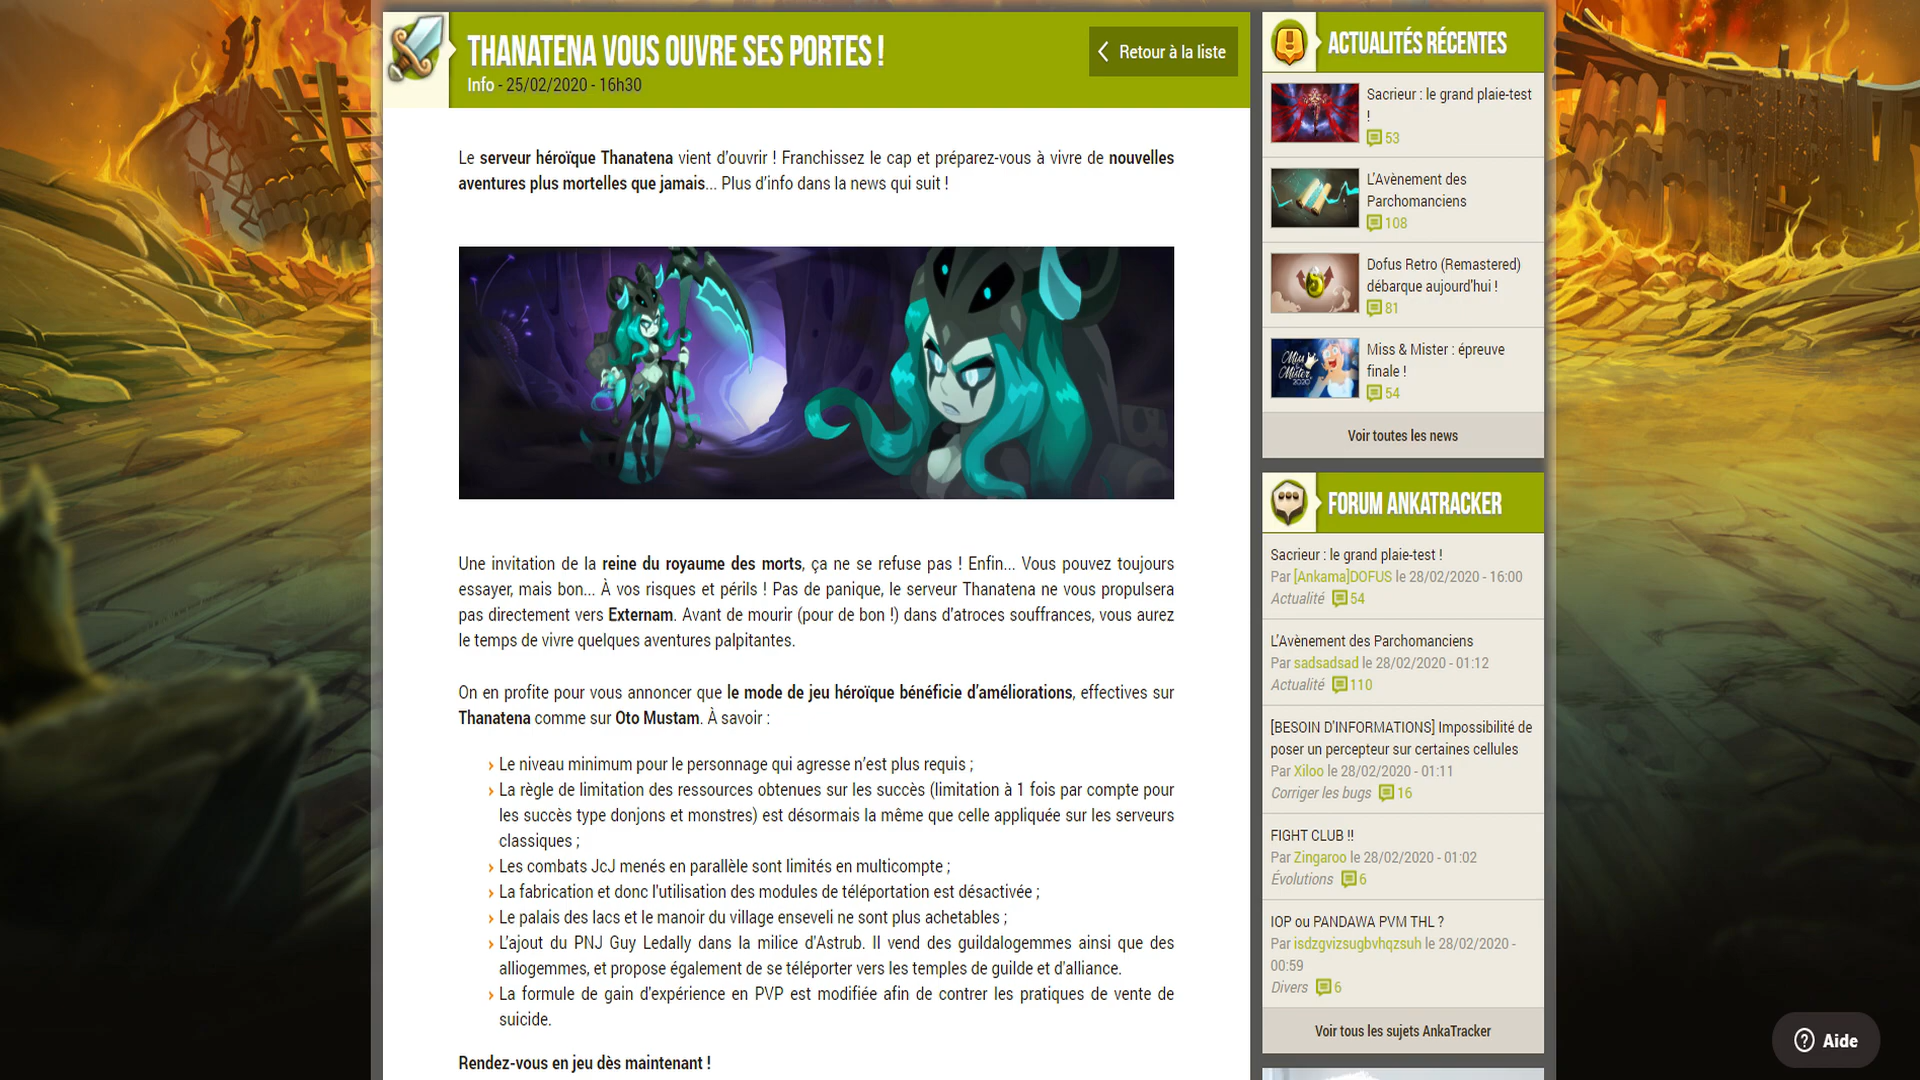 THANATENA VOUS OUVRE SES PORTES !
Info - 25/02/2020 - 16h30
Retour à la liste
Le serveur héroïque Thanatena vient d'ouvrir ! Franchissez le cap et préparez-vous à vivre de nouvelles
aventures plus mortelles que jamais... Plus d'info dans la news qui suit !
Une invitation de la reine du royaume des morts, ça ne se refuse pas ! Enfin... Vous pouvez toujours
essayer, mais bon... À vos risques et périls ! Pas de panique, le serveur Thanatena ne vous propulsera
pas directement vers Externam. Avant de mourir (pour de bon !) dans d'atroces souffrances, vous aurez
le temps de vivre quelques aventures palpitantes.
On en profite pour vous annoncer que le mode de jeu héroïque bénéficie d'améliorations, effectives sur
Thanatena comme sur Oto Mustam. À savoir :
› Le niveau minimum pour le personnage qui agresse n'est plus requis ;
› La règle de limitation des ressources obtenues sur les succès (limitation à 1 fois par compte pour
les succès type donjons et monstres) est désormais la même que celle appliquée sur les serveurs
classiques ;
› Les combats JcJ menés en parallèle sont limités en multicompte ;
› La fabrication et donc l'utilisation des modules de téléportation est désactivée ;
› Le palais des lacs et le manoir du village enseveli ne sont plus achetables ;
› L'ajout du PNJ Guy Ledally dans la milice d'Astrub. Il vend des guildalogemmes ainsi que des
alliogemmes, et propose également de se téléporter vers les temples de guilde et d'alliance.
› La formule de gain d'expérience en PVP est modifiée afin de contrer les pratiques de vente de
suicide.
Rendez-vous en jeu dès maintenant !
ACTUALITÉS RÉCENTES
Sacrieur : le grand plaie-test
!
53
L'Avènement des
Parchomanciens
108
Dofus Retro (Remastered)
débarque aujourd'hui !
81
Miss
Mister
2020
Miss & Mister : épreuve
finale !
54
Voir toutes les news
FORUM ANKATRACKER
Sacrieur : le grand plaie-test !
Par [Ankama]DOFUS le 28/02/2020 - 16:00
Actualité 54
L'Avènement des Parchomanciens
Par sadsadsad le 28/02/2020 - 01:12
Actualité 110
[BESOIN D'INFORMATIONS] Impossibilité de
poser un percepteur sur certaines cellules
Par Xiloo le 28/02/2020 - 01:11
Corriger les bugs 16
FIGHT CLUB !!
Par Zingaroo le 28/02/2020 - 01:02
Évolutions 6
IOP ou PANDAWA PVM THL ?
Par isdzgvizsugbvhqzsuh le 28/02/2020 -
00:59
Divers 6
Voir tous les sujets AnkaTracker
? Aide